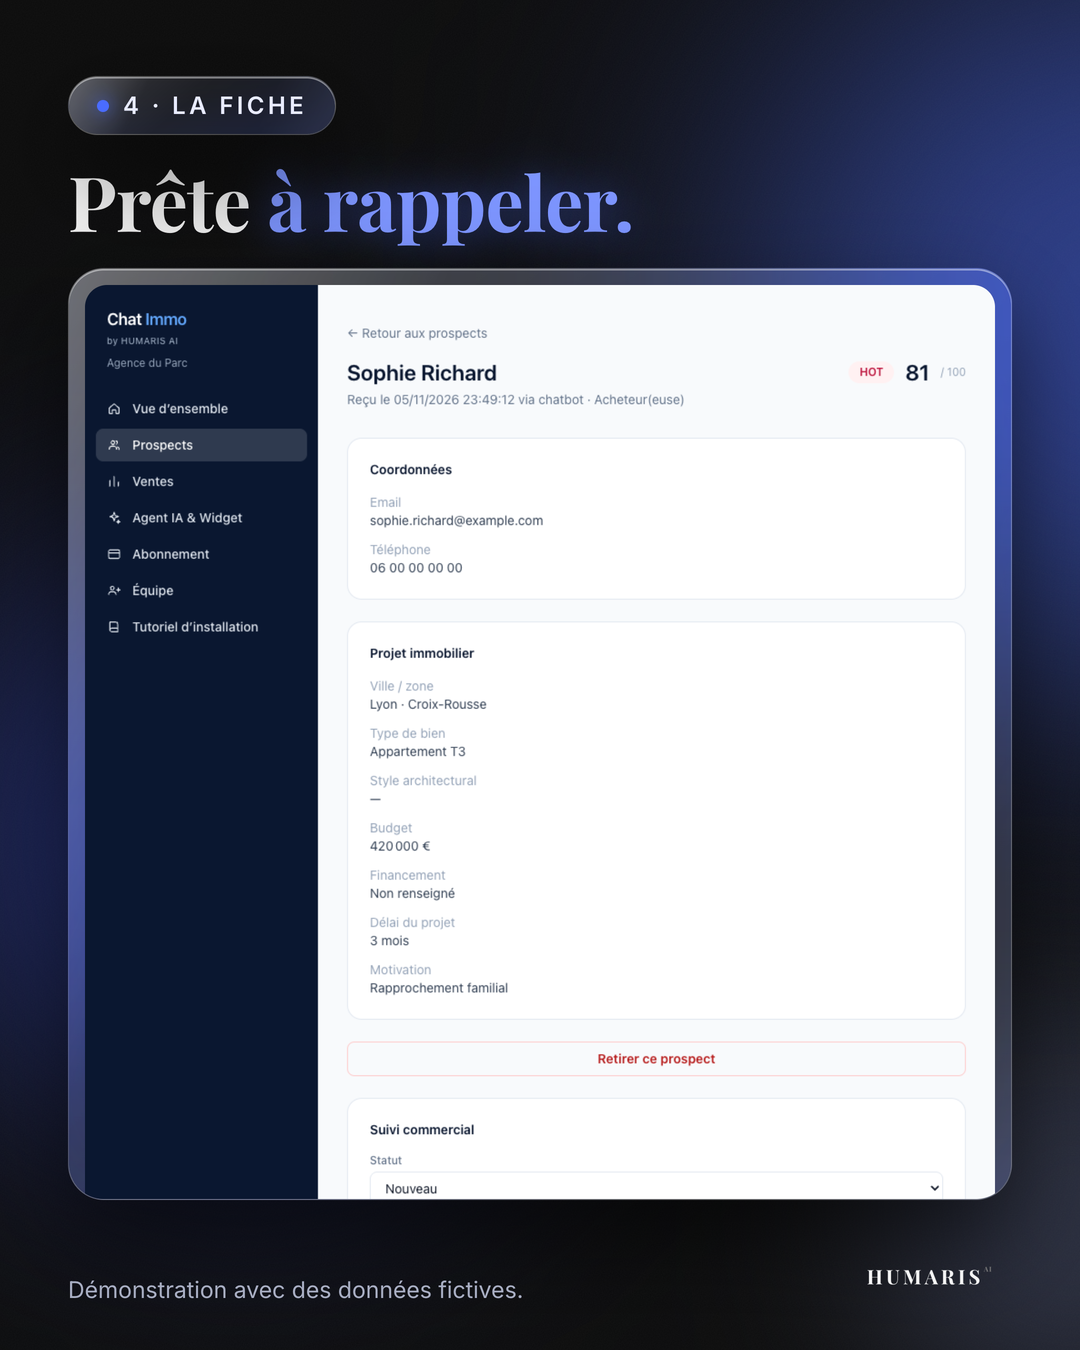 4 · LA FICHE
Prête à rappeler.
Chat Immo
by HUMARIS AI
Agence du Parc
Vue d'ensemble
Prospects
Ventes
Agent IA & Widget
Abonnement
Équipe
Tutoriel d'installation
← Retour aux prospects
Sophie Richard
HOT 81 / 100
Reçu le 05/11/2026 23:49:12 via chatbot · Acheteur(euse)
Coordonnées
Email
sophie.richard@example.com
Téléphone
06 00 00 00 00
Projet immobilier
Ville / zone
Lyon · Croix-Rousse
Type de bien
Appartement T3
Style architectural
—
Budget
420 000 €
Financement
Non renseigné
Délai du projet
3 mois
Motivation
Rapprochement familial
Retirer ce prospect
Suivi commercial
Statut
Nouveau
Démonstration avec des données fictives.
HUMARIS AI